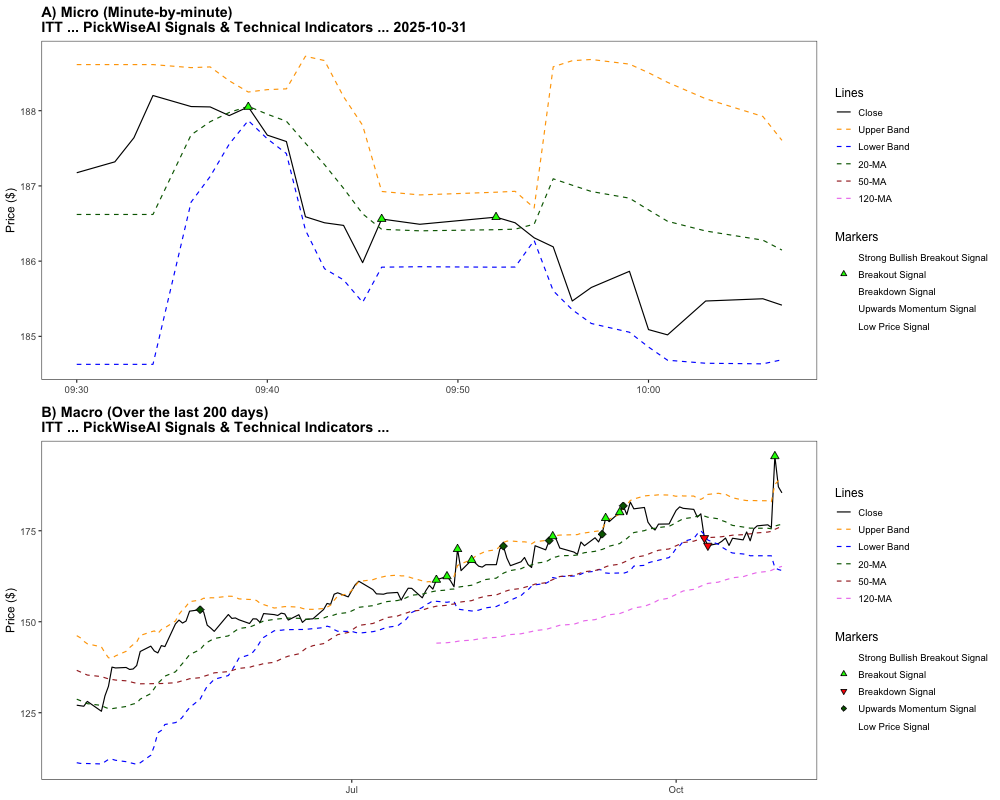 A) Micro (Minute-by-minute)
ITT ... PickWiseAI Signals & Technical Indicators ... 2025-10-31
Price ($)
188
187
186
185
09:30
09:40
09:50
10:00
Lines
Close
Upper Band
Lower Band
20-MA
50-MA
120-MA
Markers
Strong Bullish Breakout Signal
Breakout Signal
Breakdown Signal
Upwards Momentum Signal
Low Price Signal
B) Macro (Over the last 200 days)
ITT ... PickWiseAI Signals & Technical Indicators ...
Price ($)
175
150
125
Jul
Oct
Lines
Close
Upper Band
Lower Band
20-MA
50-MA
120-MA
Markers
Strong Bullish Breakout Signal
Breakout Signal
Breakdown Signal
Upwards Momentum Signal
Low Price Signal